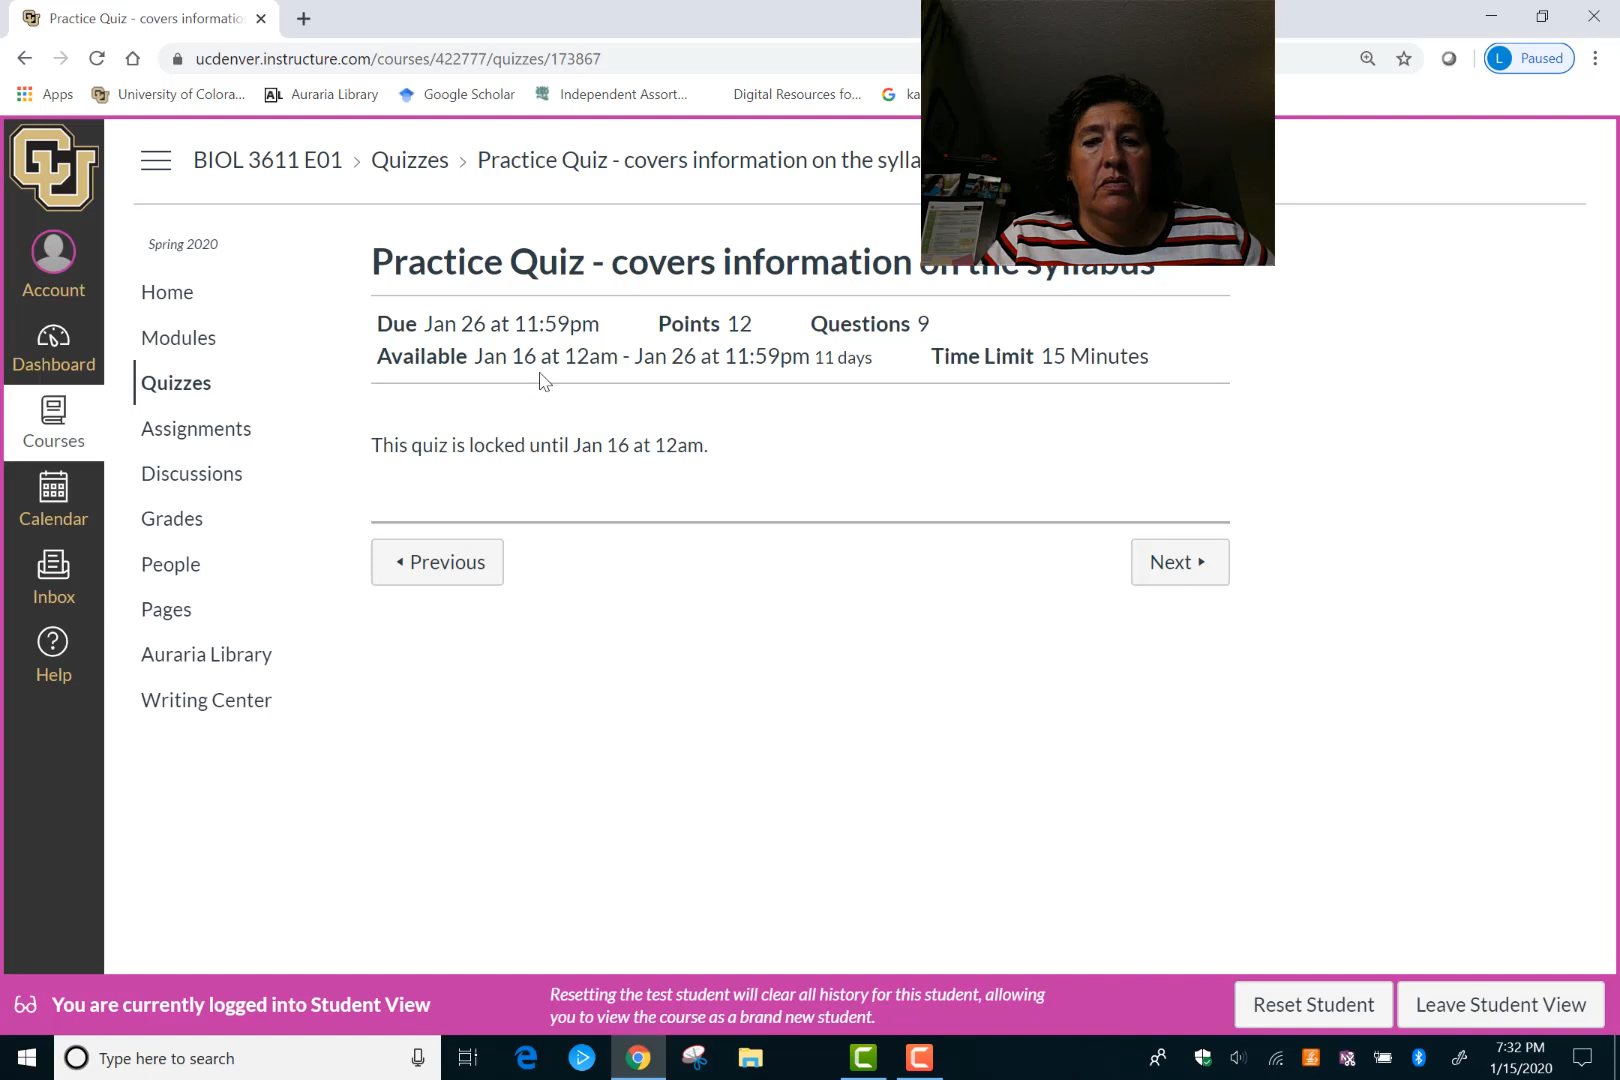 Practice Quiz - covers informatio
ucdenver.instructure.com/courses/422777/quizzes/173867
L Paused
Apps University of Colora... AL Auraria Library Google Scholar Independent Assort... Digital Resources fo... G ka
CU
BIOL 3611 E01 › Quizzes › Practice Quiz - covers information on the sylla
Spring 2020
Account
Dashboard
Courses
Calendar
Inbox
Help
Home
Modules
Quizzes
Assignments
Discussions
Grades
People
Pages
Auraria Library
Writing Center
Practice Quiz - covers information on the syllabus
Due Jan 26 at 11:59pm Points 12 Questions 9
Available Jan 16 at 12am - Jan 26 at 11:59pm 11 days Time Limit 15 Minutes
This quiz is locked until Jan 16 at 12am.
Previous
Next
You are currently logged into Student View
Resetting the test student will clear all history for this student, allowing
you to view the course as a brand new student.
Reset Student
Leave Student View
Type here to search
7:32 PM
1/15/2020